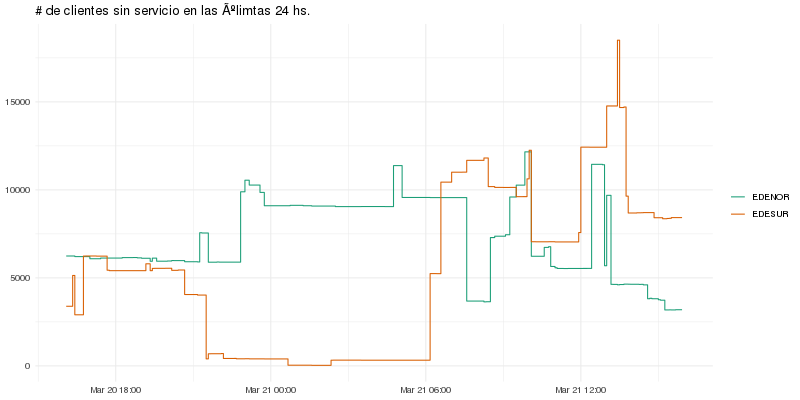 # de clientes sin servicio en las Ãºlimtas 24 hs.
15000
10000
5000
0
EDENOR
EDESUR
Mar 20 18:00
Mar 21 00:00
Mar 21 06:00
Mar 21 12:00